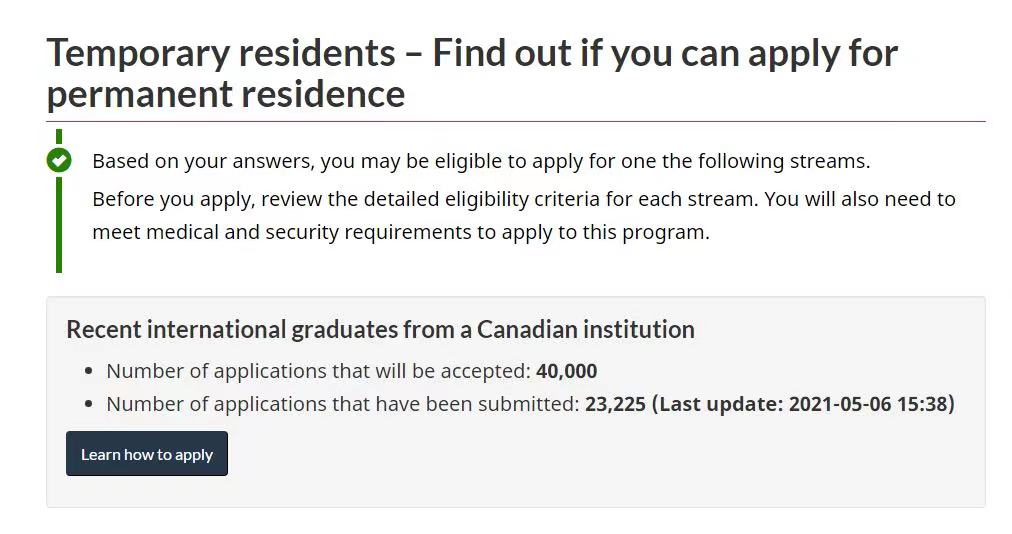 Temporary residents – Find out if you can apply for
permanent residence
Based on your answers, you may be eligible to apply for one the following streams.
Before you apply, review the detailed eligibility criteria for each stream. You will also need to
meet medical and security requirements to apply to this program.
Recent international graduates from a Canadian institution
• Number of applications that will be accepted: 40,000
• Number of applications that have been submitted: 23,225 (Last update: 2021-05-06 15:38)
Learn how to apply